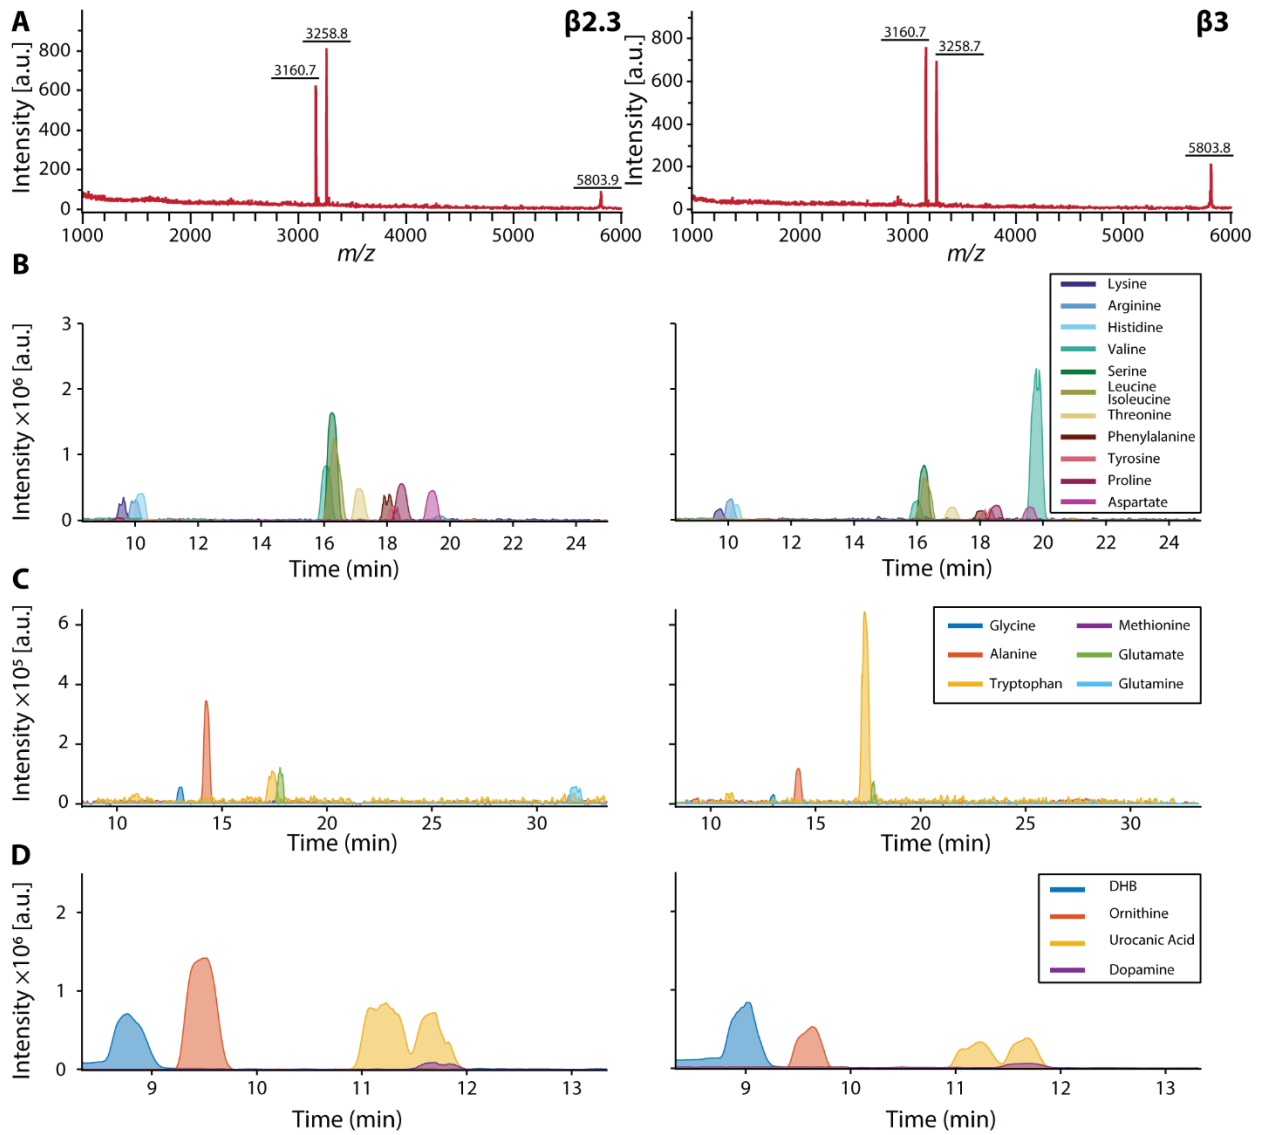 A
β2.3
β3
Intensity [a.u.]
800
600
400
200
0
3160.7
3258.8
5803.9
1000 2000 3000 4000 5000 6000
m/z
Intensity [a.u.]
800
600
400
200
0
3160.7
3258.7
5803.8
1000 2000 3000 4000 5000 6000
m/z
B
Intensity ×10⁶ [a.u.]
3
2
1
0
10 12 14 16 18 20 22 24
Time (min)
10 12 14 16 18 20 22 24
Time (min)
Lysine
Arginine
Histidine
Valine
Serine
Leucine
Isoleucine
Threonine
Phenylalanine
Tyrosine
Proline
Aspartate
C
Intensity ×10⁵ [a.u.]
6
4
2
0
10 15 20 25 30
Time (min)
10 15 20 25 30
Time (min)
Glycine Methionine
Alanine Glutamate
Tryptophan Glutamine
D
Intensity ×10⁶ [a.u.]
2
1
0
9 10 11 12 13
Time (min)
9 10 11 12 13
Time (min)
DHB
Ornithine
Urocanic Acid
Dopamine